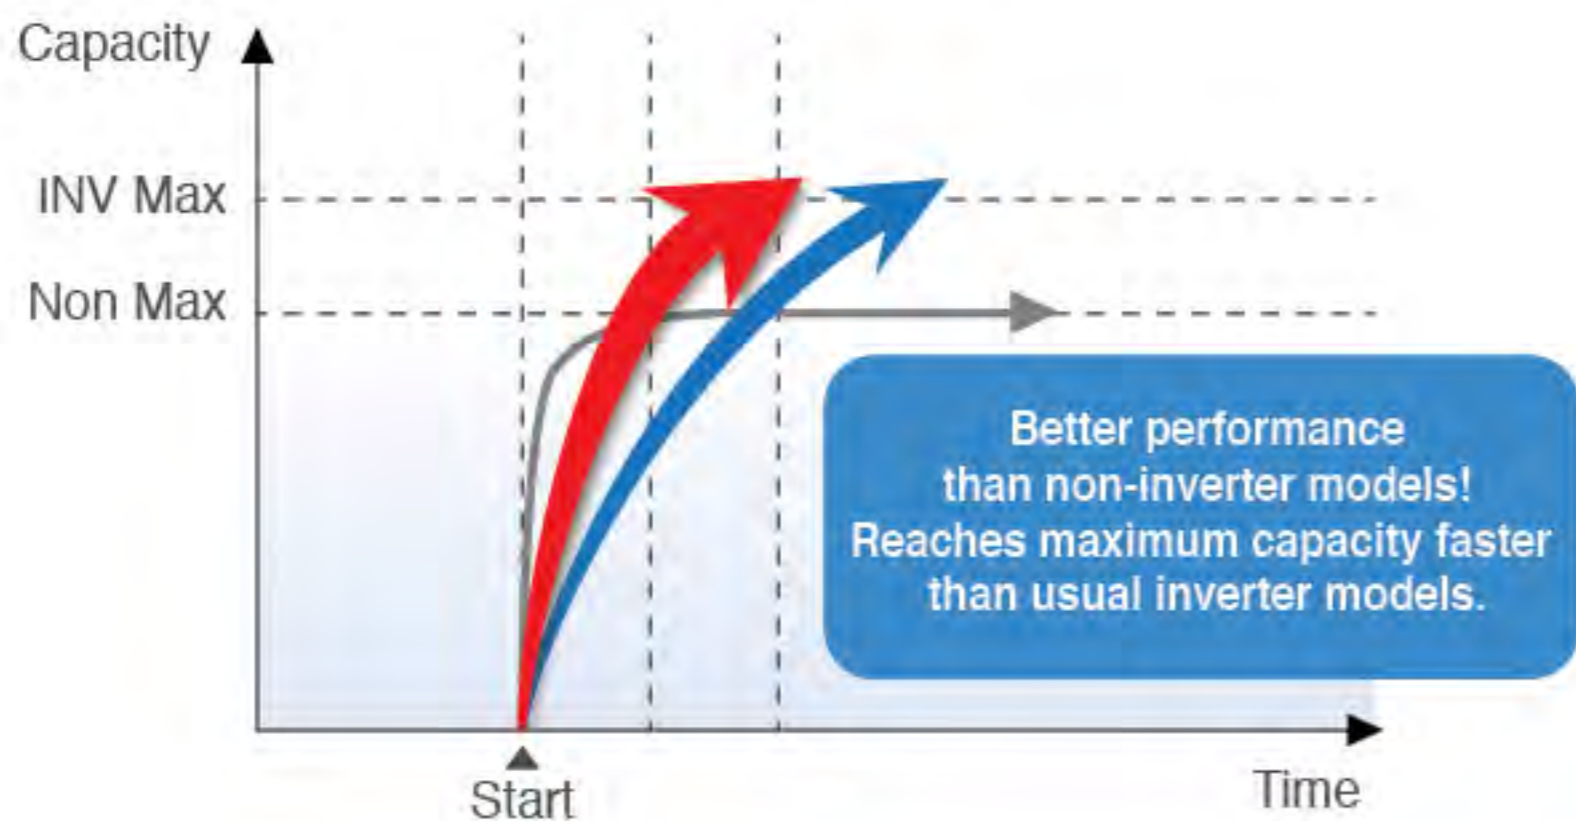 Capacity
INV Max
Non Max
Better performance
than non-inverter models!
Reaches maximum capacity faster
than usual inverter models.
Start
Time